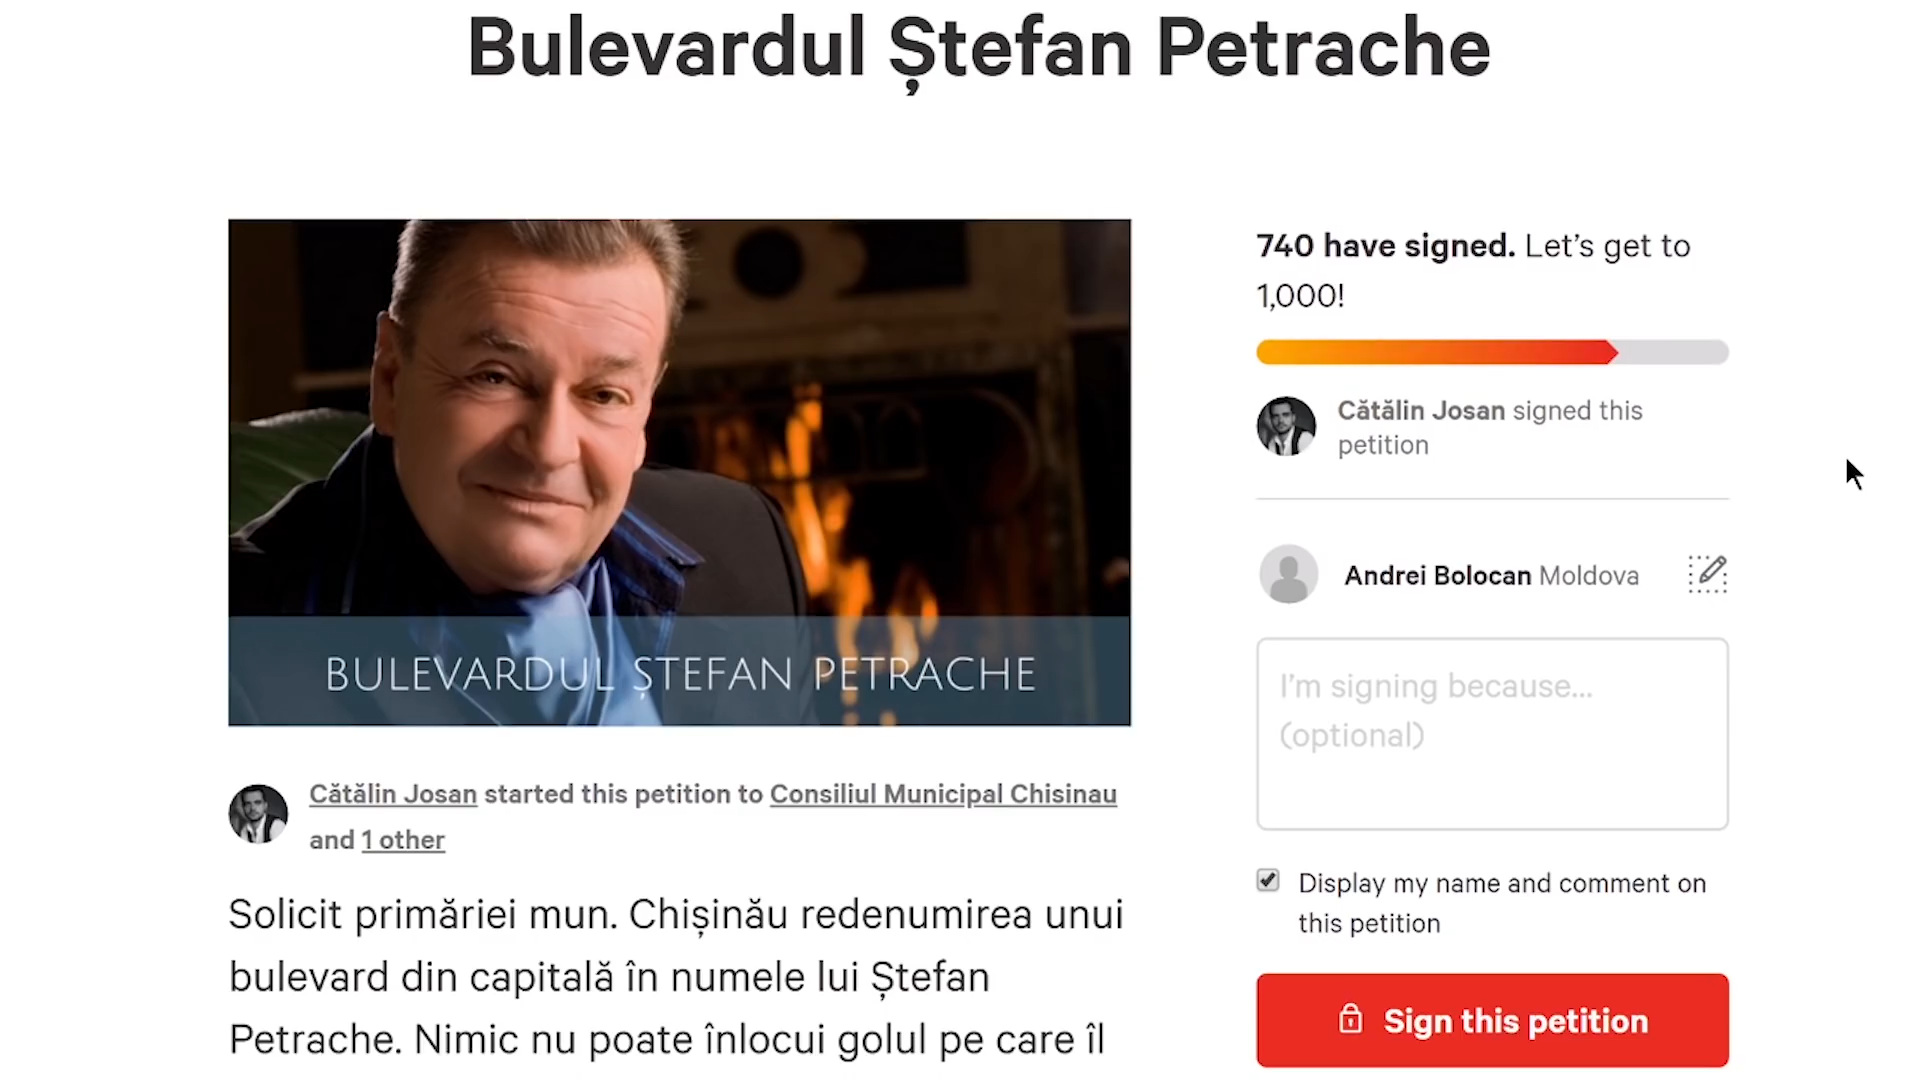 Bulevardul Ștefan Petrache
BULEVARDUL ȘTEFAN PETRACHE
Cătălin Josan started this petition to Consiliul Municipal Chisinau
and 1 other
Solicit primăriei mun. Chișinău redenumirea unui
bulevard din capitală în numele lui Ștefan
Petrache. Nimic nu poate înlocui golul pe care îl
740 have signed. Let’s get to
1,000!
Cătălin Josan signed this
petition
Andrei Bolocan Moldova
I’m signing because...
(optional)
Display my name and comment on
this petition
Sign this petition